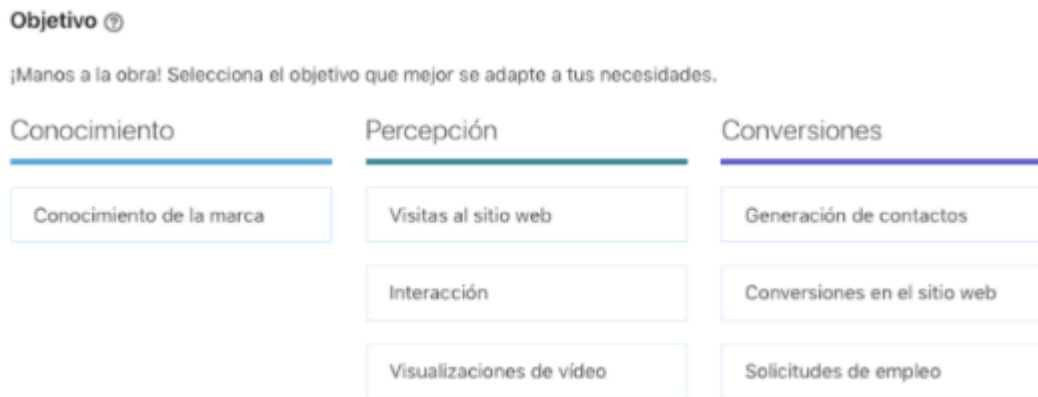 Objetivo ?
¡Manos a la obra! Selecciona el objetivo que mejor se adapte a tus necesidades.
Conocimiento
Conocimiento de la marca
Percepción
Visitas al sitio web
Interacción
Visualizaciones de vídeo
Conversiones
Generación de contactos
Conversiones en el sitio web
Solicitudes de empleo